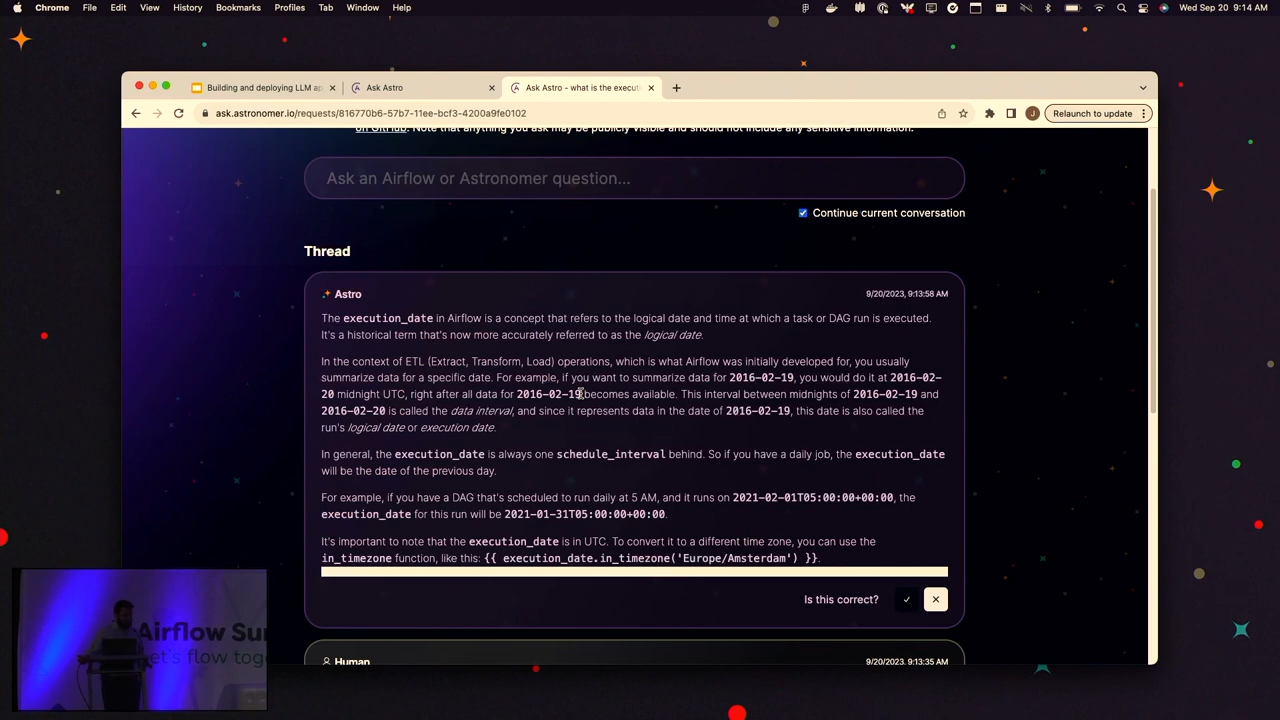 Chrome File Edit View History Bookmarks Profiles Tab Window Help Wed Sep 20 9:14 AM
Building and deploying LLM ap
Ask Astro
Ask Astro - what is the executi
ask.astronomer.io/requests/816770b6-57b7-11ee-bcf3-4200a9fe0102
J
Relaunch to update
on GitHub. Note that anything you ask may be publicly visible and should not include any sensitive information.
Ask an Airflow or Astronomer question...
Continue current conversation
Thread
Astro 9/20/2023, 9:13:58 AM
The execution_date in Airflow is a concept that refers to the logical date and time at which a task or DAG run is executed.
It's a historical term that's now more accurately referred to as the logical date.
In the context of ETL (Extract, Transform, Load) operations, which is what Airflow was initially developed for, you usually
summarize data for a specific date. For example, if you want to summarize data for 2016-02-19, you would do it at 2016-02-
20 midnight UTC, right after all data for 2016-02-19 becomes available. This interval between midnights of 2016-02-19 and
2016-02-20 is called the data interval, and since it represents data in the date of 2016-02-19, this date is also called the
run's logical date or execution date.
In general, the execution_date is always one schedule_interval behind. So if you have a daily job, the execution_date
will be the date of the previous day.
For example, if you have a DAG that's scheduled to run daily at 5 AM, and it runs on 2021-02-01T05:00:00+00:00, the
execution_date for this run will be 2021-01-31T05:00:00+00:00.
It's important to note that the execution_date is in UTC. To convert it to a different time zone, you can use the
in_timezone function, like this: {{ execution_date.in_timezone('Europe/Amsterdam') }}.
Is this correct?
Human 9/20/2023, 9:13:35 AM
Airflow Sum
et's flow toge